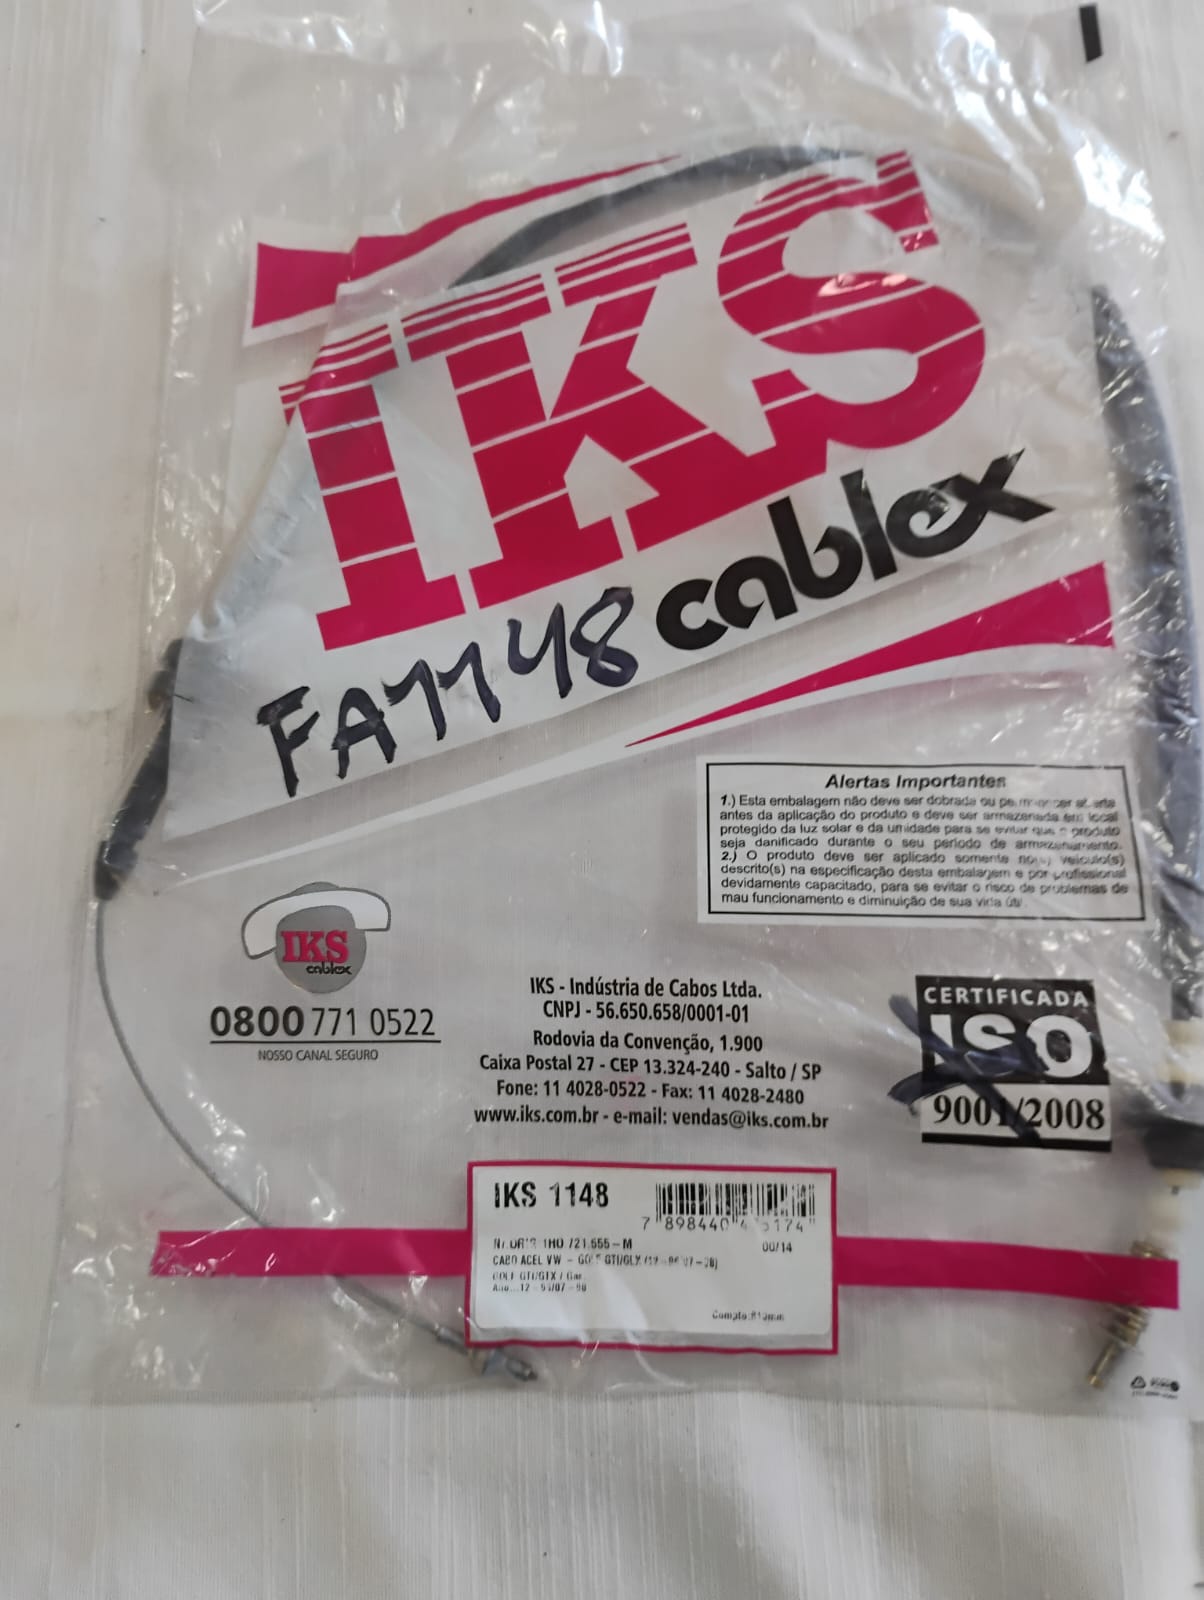 IKS
cablex
FA1148
Alertas Importantes
1.) Esta embalagem não deve ser dobrada ou permanecer aberta
antes da aplicação do produto e deve ser armazenada em local
protegido da luz solar e da umidade para se evitar que o produto
seja danificado durante o seu período de armazenamento.
2.) O produto deve ser aplicado somente no(s) veículo(s)
descrito(s) na especificação desta embalagem e por profissional
devidamente capacitado, para se evitar o risco de problemas de
mau funcionamento e diminuição de sua vida útil.
IKS
cablex
0800 771 0522
NOSSO CANAL SEGURO
IKS - Indústria de Cabos Ltda.
CNPJ - 56.650.658/0001-01
Rodovia da Convenção, 1.900
Caixa Postal 27 - CEP 13.324-240 - Salto / SP
Fone: 11 4028-0522 - Fax: 11 4028-2480
www.iks.com.br - e-mail: vendas@iks.com.br
CERTIFICADA
ISO
9001/2008
IKS 1148
7 898440
1H0 721.555-M
/14
CABO ACEL VW - GOLF GTI/GLX
GOLF GTI/GLX /